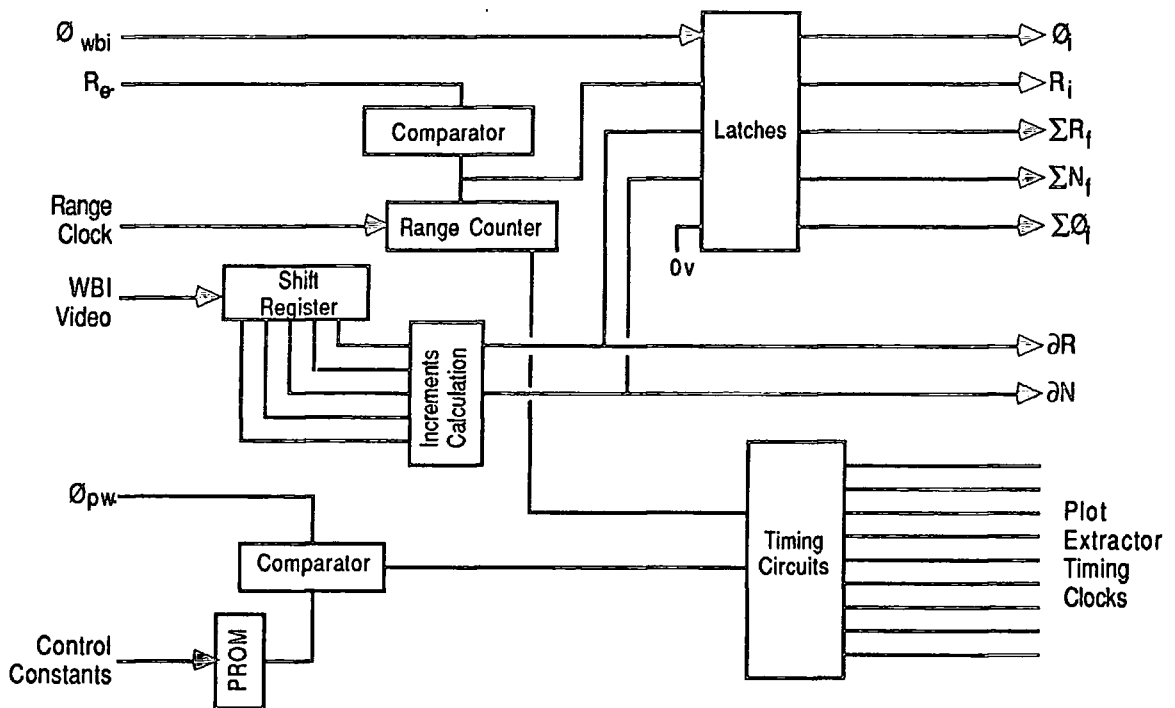 Ø wbi
Re
Comparator
Range
Clock
Range Counter
WBI
Video
Shift
Register
Increments
Calculation
Latches
0v
Øi
Ri
ΣRf
ΣNf
ΣØi
∂R
∂N
Øpw
Comparator
Control
Constants
PROM
Timing
Circuits
Plot
Extractor
Timing
Clocks